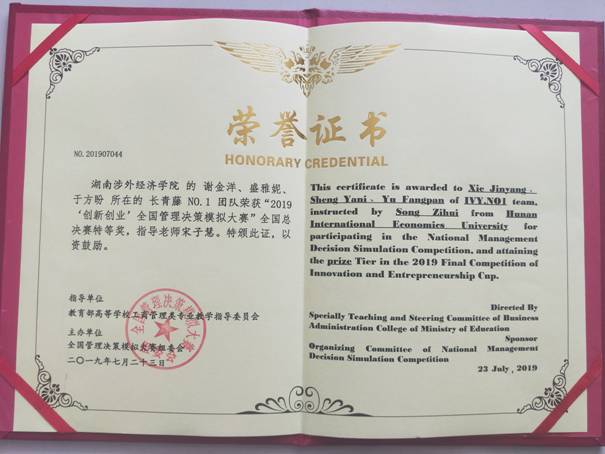 荣誉证书
HONORARY CREDENTIAL
NO.201907044
湖南涉外经济学院 的 谢金洋、盛雅妮、
于方盼 所在的 长青藤 NO.1 团队荣获“2019
‘创新创业’全国管理决策模拟大赛”全国总
决赛特等奖，指导老师宋子慧。特颁此证，以
资鼓励。
指导单位
教育部高等学校工商管理类专业教学指导委员会
主办单位
全国管理决策模拟大赛组委会
二〇一九年七月二十三日
This certificate is awarded to Xie Jinyang、
Sheng Yani、Yu Fangpan of IVY.NO1 team,
instructed by Song Zihui from Hunan
International Economics University for
participating in the National Management
Decision Simulation Competition, and attaining
the prize Tier in the 2019 Final Competition of
Innovation and Entrepreneurship Cup.
Directed By
Specially Teaching and Steering Committee of Business
Administration College of Ministry of Education
Sponsor
Organizing Committee of National Management
Decision Simulation Competition
23 July, 2019